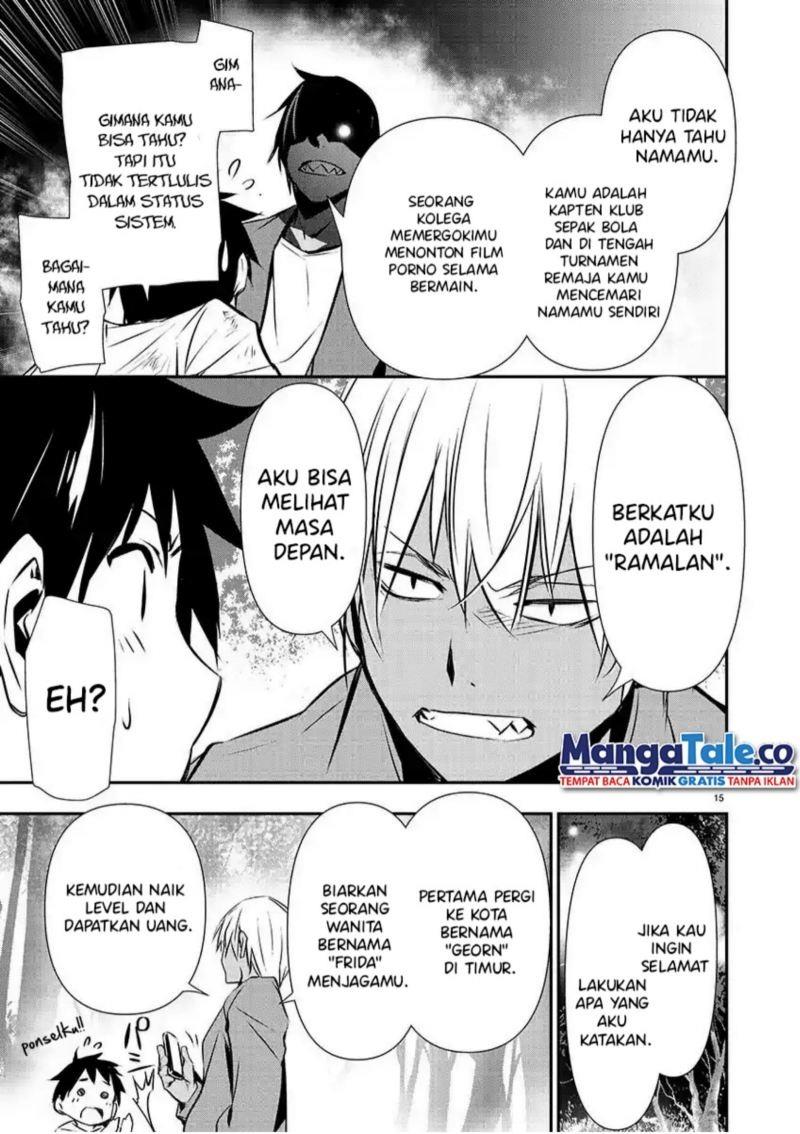 AKU TIDAK
HANYA TAHU
NAMAMU.
KAMU ADALAH
KAPTEN KLUB
SEPAK BOLA
DAN DI TENGAH
TURNAMEN
REMAJA KAMU
MENCEMARI
NAMAMU SENDIRI
SEORANG
KOLEGA
MEMERGOKIMU
MENONTON FILM
PORNO SELAMA
BERMAIN.
GIM
ANA-
GIMANA KAMU
BISA TAHU?
TAPI ITU
TIDAK TERTLULIS
DALAM STATUS
SISTEM.
BAGAI-
MANA
KAMU
TAHU?
BERKATKU
ADALAH
"RAMALAN".
AKU BISA
MELIHAT
MASA
DEPAN.
EH?
MangaTale.co
TEMPAT BACA KOMIK GRATIS TANPA IKLAN
15
JIKA KAU
INGIN
SELAMAT
LAKUKAN
APA YANG
AKU
KATAKAN.
PERTAMA PERGI
KE KOTA
BERNAMA
"GEORN"
DI TIMUR.
BIARKAN
SEORANG
WANITA
BERNAMA
"FRIDA"
MENJAGAMU.
KEMUDIAN NAIK
LEVEL DAN
DAPATKAN UANG.
ponselku!!